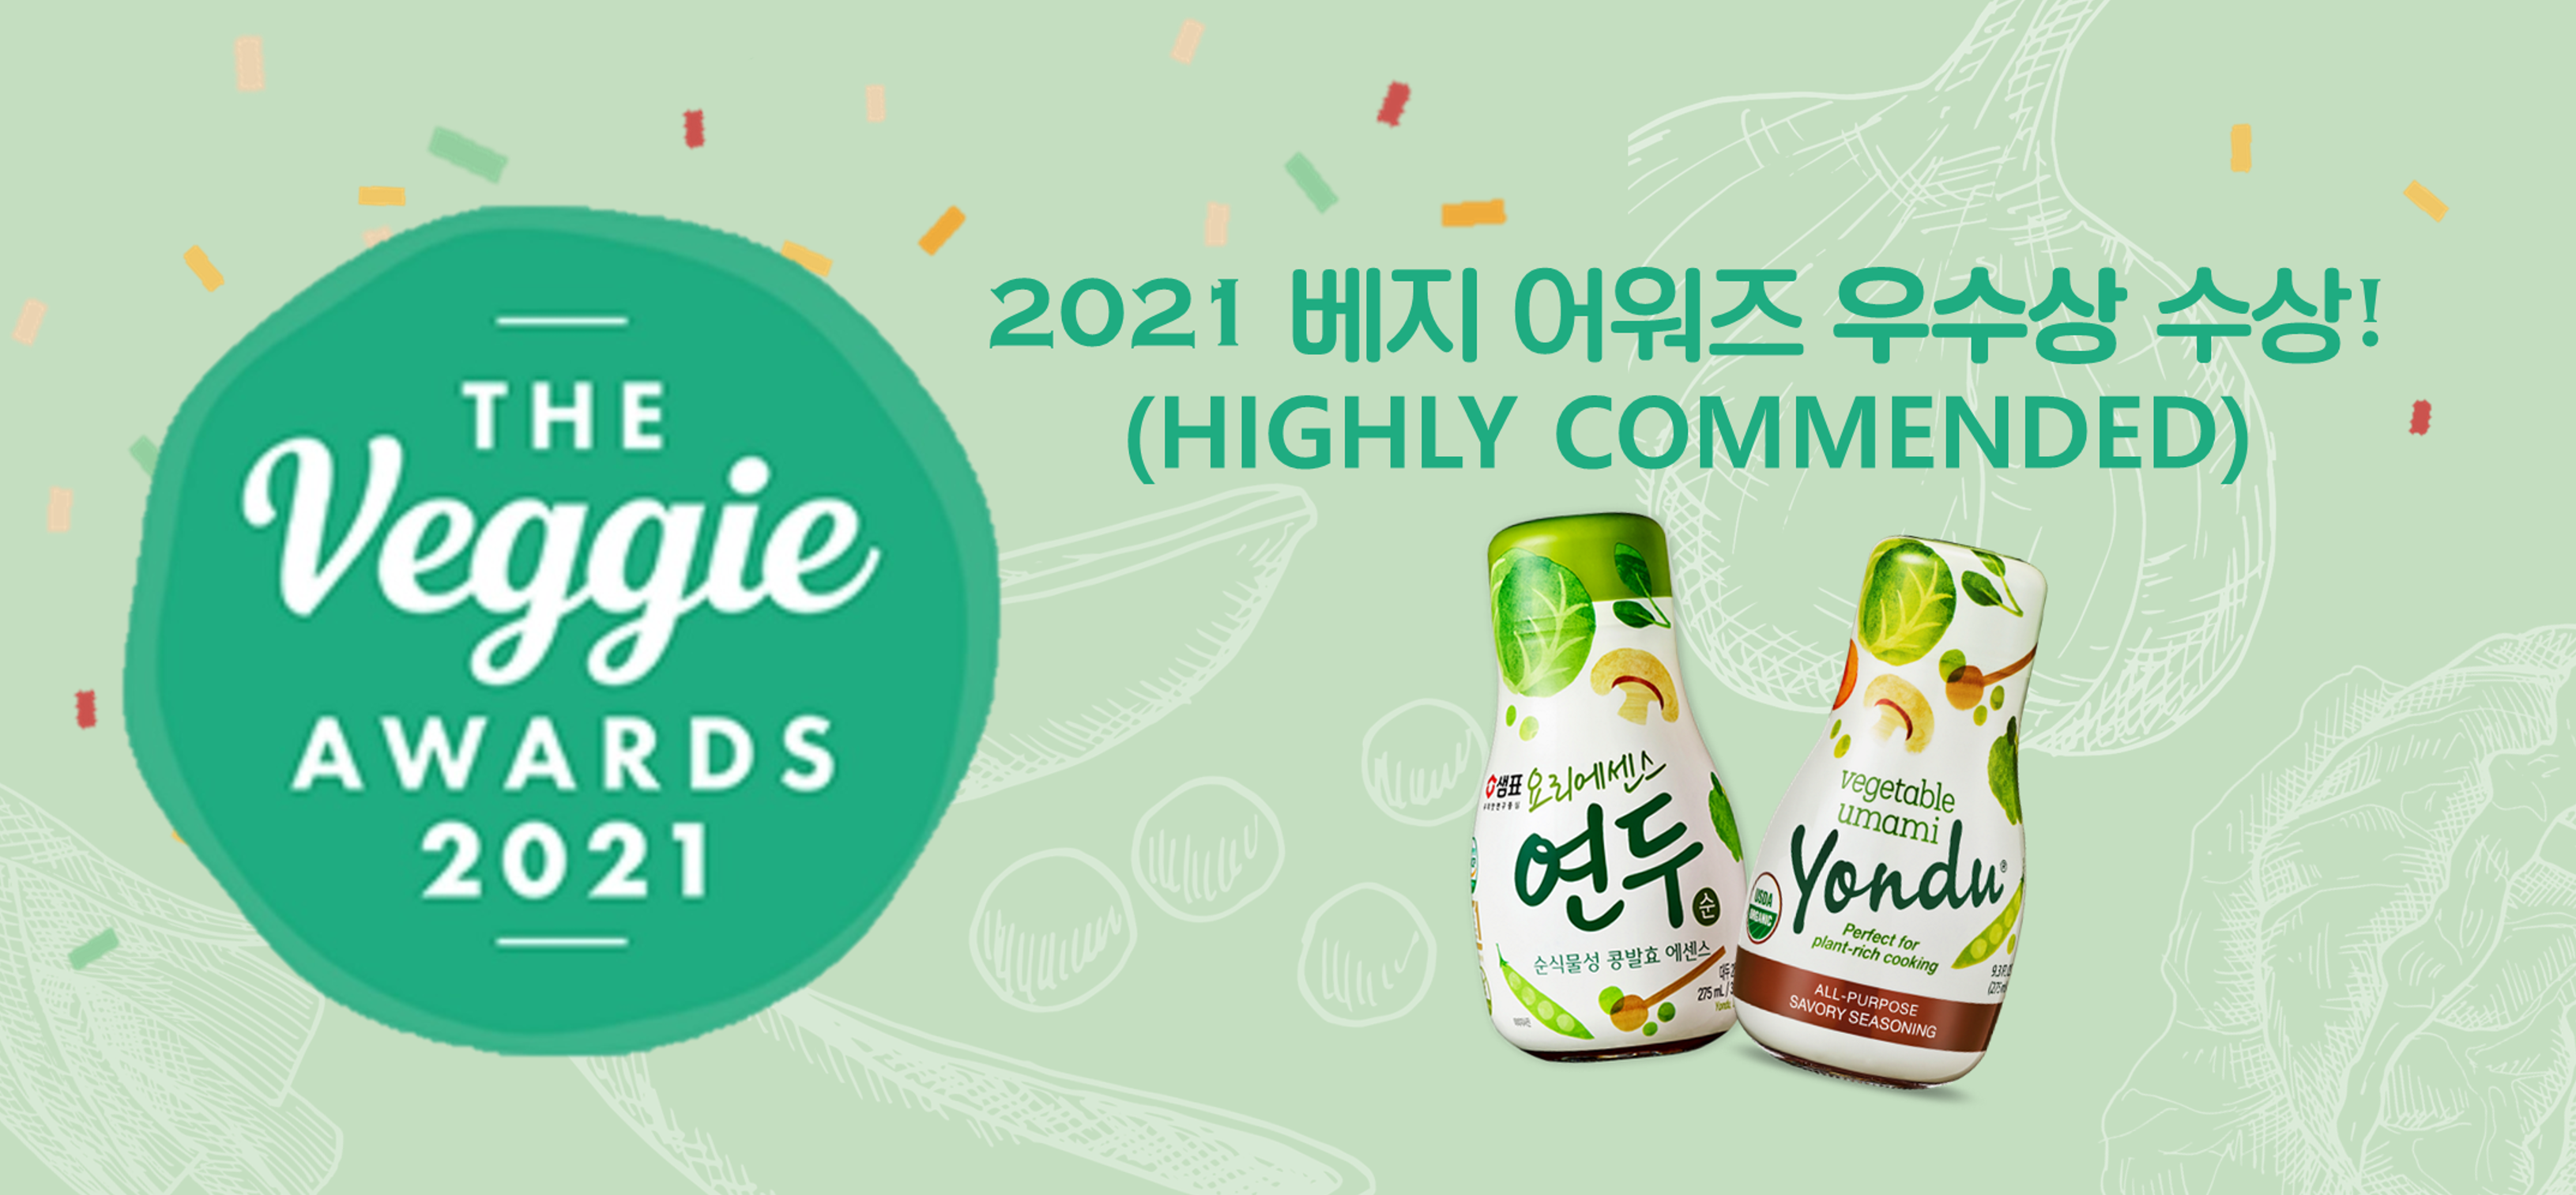 THE
Veggie
AWARDS
2021
2021 베지 어워즈 우수상 수상!
(HIGHLY COMMENDED)
샘표 요리에센스
연두
순
순식물성 콩발효 에센스
275 mL /
vegetable
umami
Yondu®
USDA
ORGANIC
Perfect for
plant-rich cooking
ALL-PURPOSE
SAVORY SEASONING